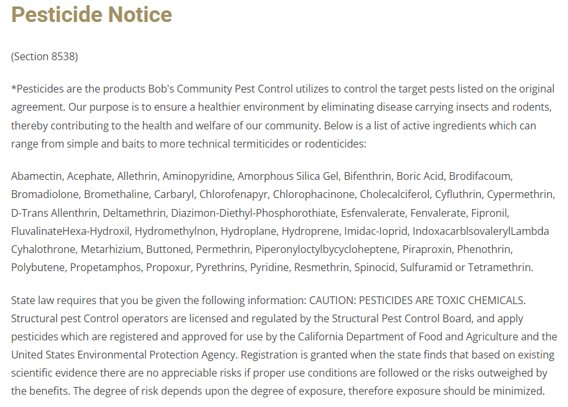 Pesticide Notice
(Section 8538)
*Pesticides are the products Bob's Community Pest Control utilizes to control the target pests listed on the original
agreement. Our purpose is to ensure a healthier environment by eliminating disease carrying insects and rodents,
thereby contributing to the health and welfare of our community. Below is a list of active ingredients which can
range from simple and baits to more technical termiticides or rodenticides:
Abamectin, Acephate, Allethrin, Aminopyridine, Amorphous Silica Gel, Bifenthrin, Boric Acid, Brodifacoum,
Bromadiolone, Bromethaline, Carbaryl, Chlorofenapyr, Chlorophacinone, Cholecalciferol, Cyfluthrin, Cypermethrin,
D-Trans Allenthrin, Deltamethrin, Diazimon-Diethyl-Phosphorothiate, Esfenvalerate, Fenvalerate, Fipronil,
FluvalinateHexa-Hydroxil, Hydromethylnon, Hydroplane, Hydroprene, Imidac-Ioprid, IndoxacarblsovalerylLambda
Cyhalothrone, Metarhizium, Buttoned, Permethrin, Piperonyloctylbycycloheptene, Piraproxin, Phenothrin,
Polybutene, Propetamphos, Propoxur, Pyrethrins, Pyridine, Resmethrin, Spinocid, Sulfuramid or Tetramethrin.
State law requires that you be given the following information: CAUTION: PESTICIDES ARE TOXIC CHEMICALS.
Structural pest Control operators are licensed and regulated by the Structural Pest Control Board, and apply
pesticides which are registered and approved for use by the California Department of Food and Agriculture and the
United States Environmental Protection Agency. Registration is granted when the state finds that based on existing
scientific evidence there are no appreciable risks if proper use conditions are followed or the risks outweighed by
the benefits. The degree of risk depends upon the degree of exposure, therefore exposure should be minimized.